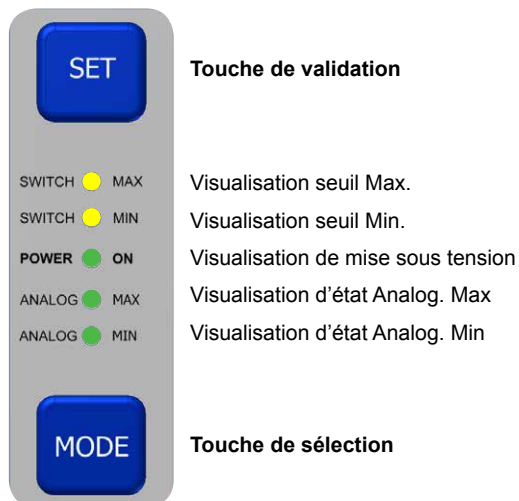 SET Touche de validation
SWITCH MAX Visualisation seuil Max.
SWITCH MIN Visualisation seuil Min.
POWER ON Visualisation de mise sous tension
ANALOG MAX Visualisation d’état Analog. Max
ANALOG MIN Visualisation d’état Analog. Min
MODE Touche de sélection